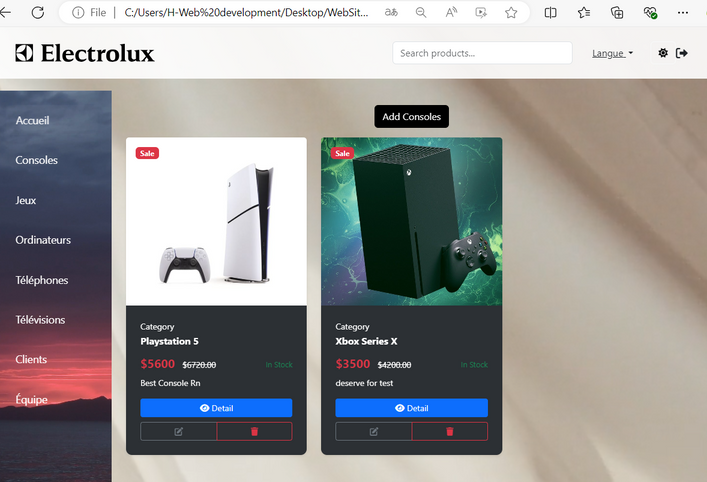 File
C:/Users/H-Web%20development/Desktop/WebSit...
Electrolux
Search products...
Langue
Accueil
Consoles
Jeux
Ordinateurs
Téléphones
Télévisions
Clients
Équipe
Add Consoles
Sale
Category
Playstation 5
$5600 $6720.00 In Stock
Best Console Rn
Detail
Sale
Category
Xbox Series X
$3500 $4200.00 In Stock
deserve for test
Detail